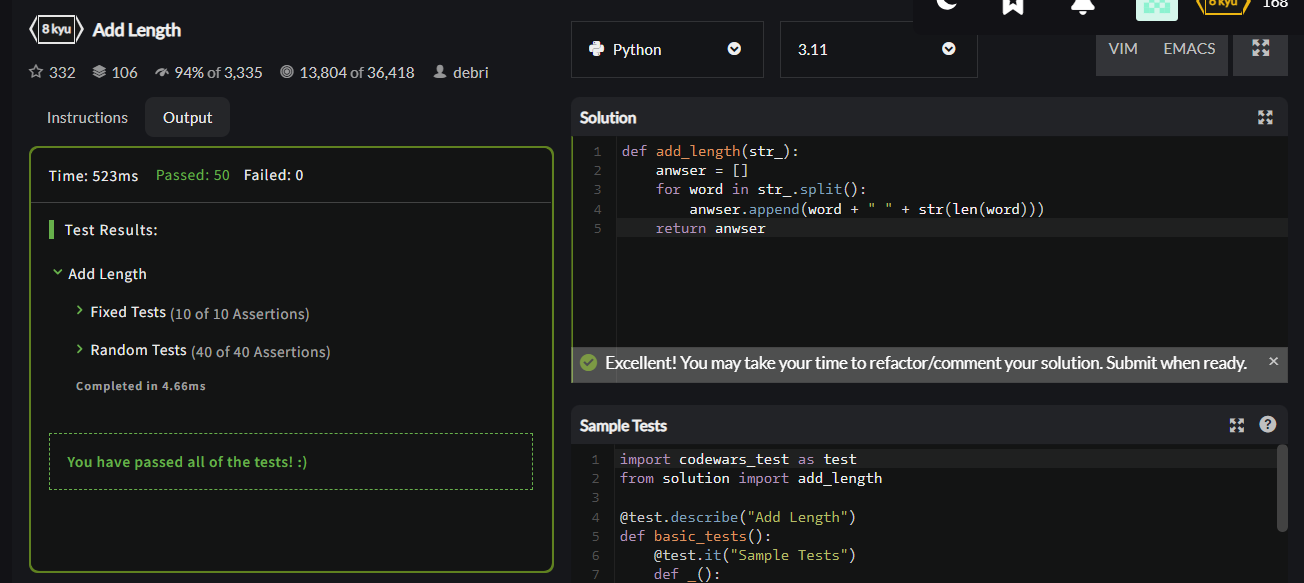 8 kyu Add Length
332 106 94% of 3,335 13,804 of 36,418 debri
Instructions Output
Time: 523ms Passed: 50 Failed: 0
Test Results:
Add Length
Fixed Tests (10 of 10 Assertions)
Random Tests (40 of 40 Assertions)
Completed in 4.66ms
You have passed all of the tests! :)
8 kyu 168
Python 3.11 VIM EMACS
Solution
1 def add_length(str_):
2 anwser = []
3 for word in str_.split():
4 anwser.append(word + " " + str(len(word)))
5 return anwser
Excellent! You may take your time to refactor/comment your solution. Submit when ready. ×
Sample Tests ?
1 import codewars_test as test
2 from solution import add_length
3
4 @test.describe("Add Length")
5 def basic_tests():
6 @test.it("Sample Tests")
7 def _():